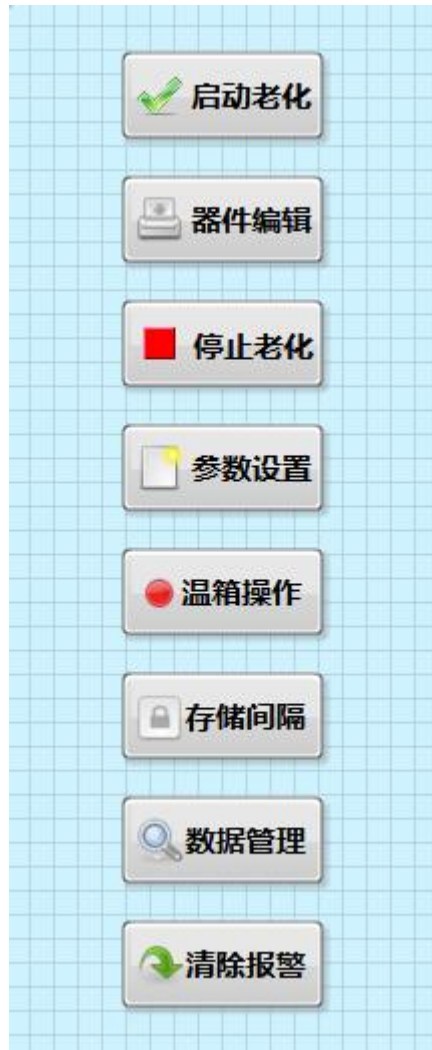 启动老化
器件编辑
停止老化
参数设置
温箱操作
存储间隔
数据管理
清除报警